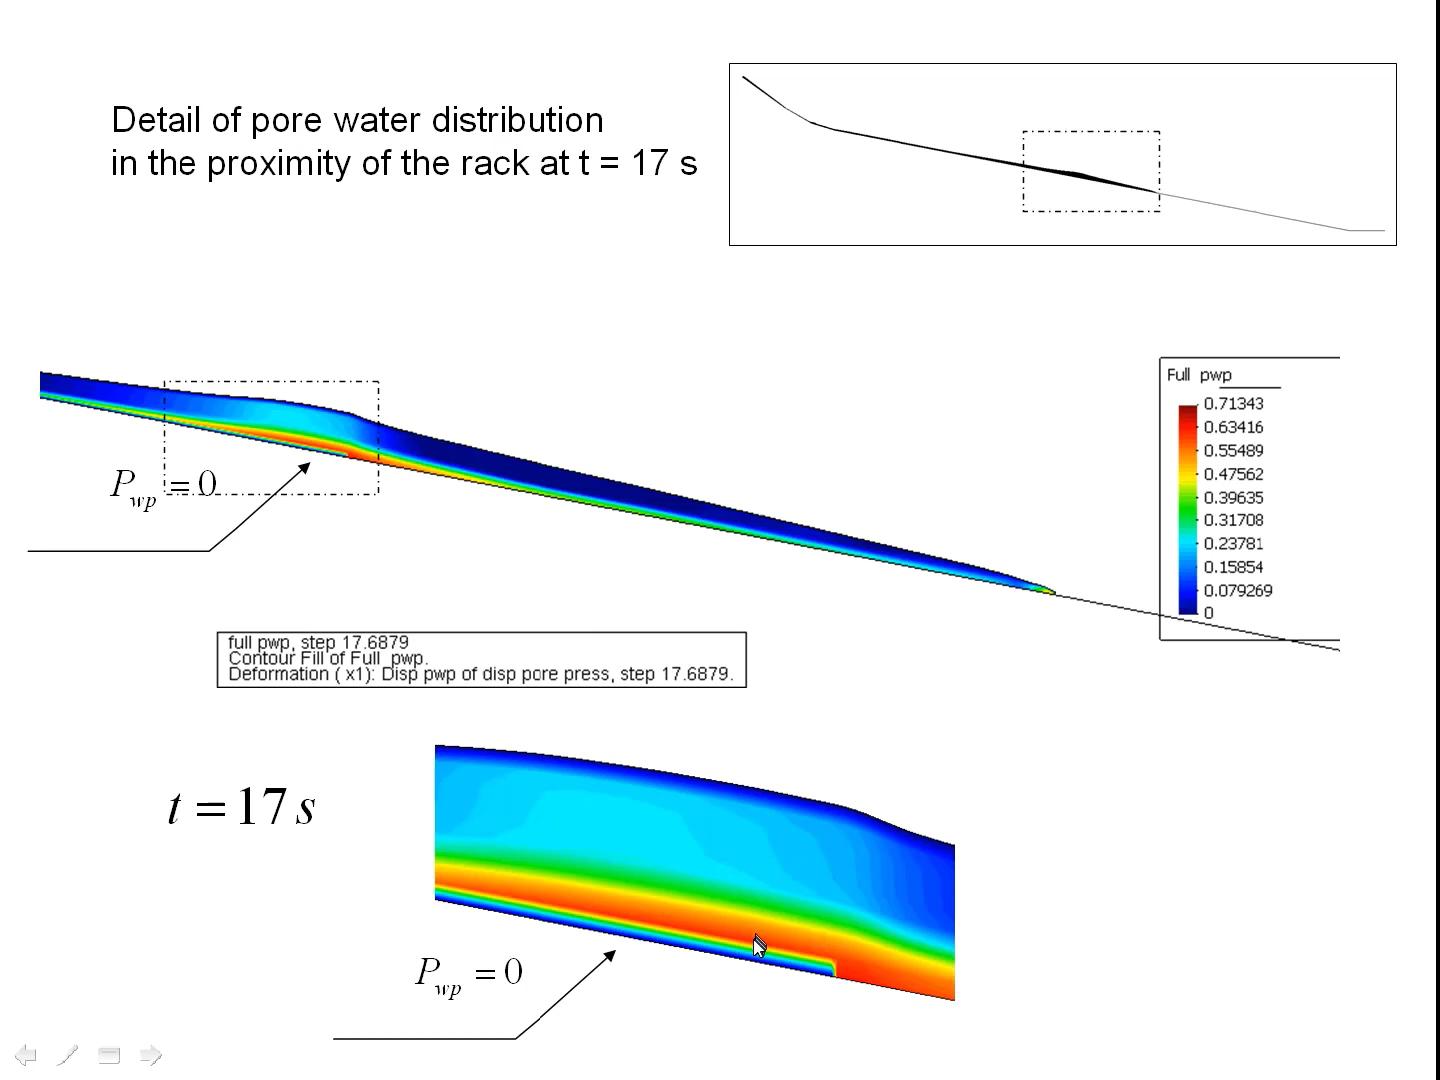 Detail of pore water distribution
in the proximity of the rack at t = 17 s
Full pwp
0.71343
0.63416
0.55489
0.47562
0.39635
0.31708
0.23781
0.15854
0.079269
0
P_wp = 0
full pwp, step 17.6879
Contour Fill of Full pwp.
Deformation ( x1): Disp pwp of disp pore press, step 17.6879.
t = 17 s
P_wp = 0